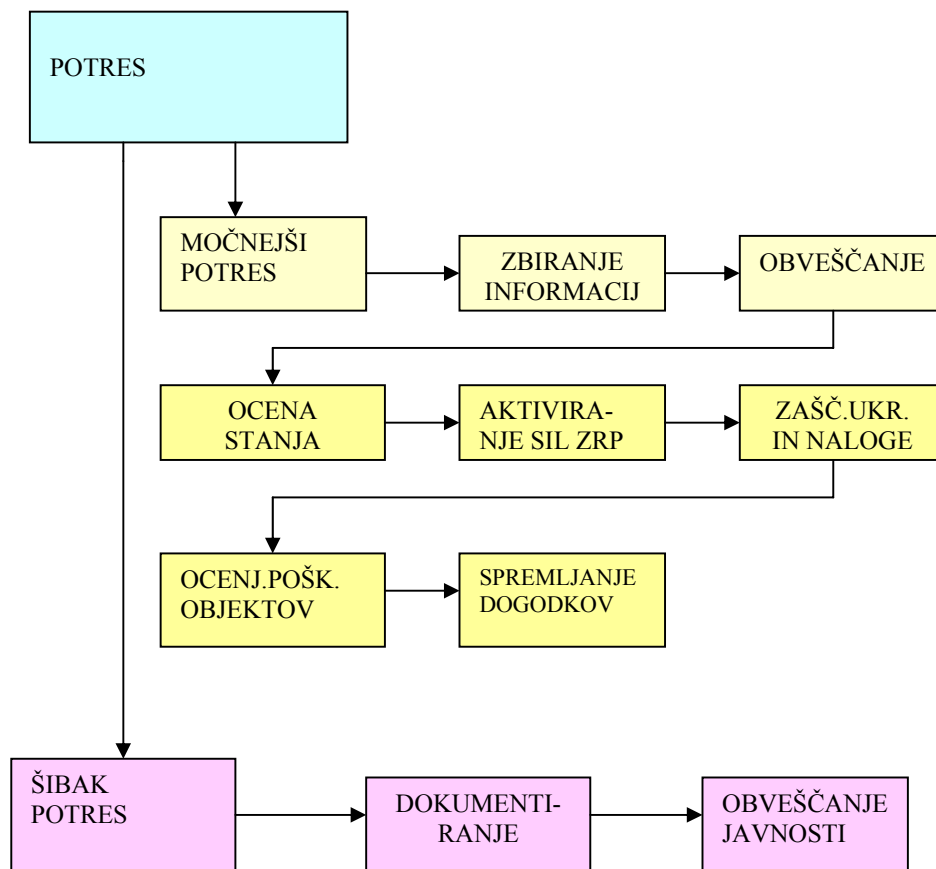 POTRES
MOČNEJŠI
POTRES
ZBIRANJE
INFORMACIJ
OBVEŠČANJE
OCENA
STANJA
AKTIVIRA-
NJE SIL ZRP
ZAŠČ.UKR.
IN NALOGE
OCENJ.POŠK.
OBJEKTOV
SPREMLJANJE
DOGODKOV
ŠIBAK
POTRES
DOKUMENTI-
RANJE
OBVEŠČANJE
JAVNOSTI